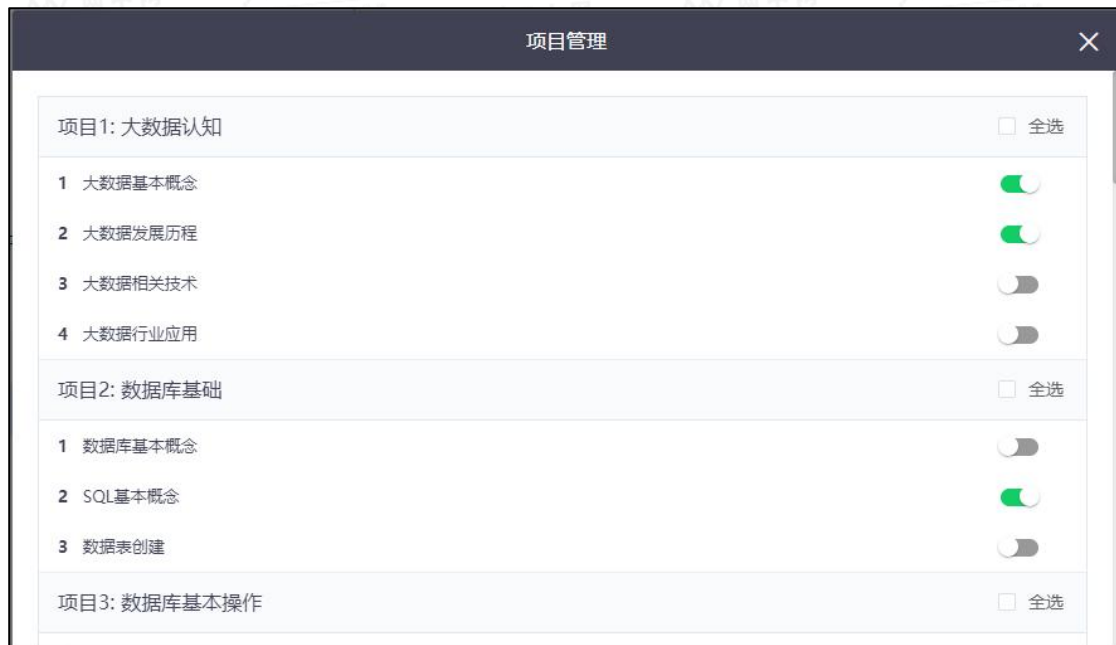 项目管理
项目1: 大数据认知 全选
1 大数据基本概念
2 大数据发展历程
3 大数据相关技术
4 大数据行业应用
项目2: 数据库基础 全选
1 数据库基本概念
2 SQL基本概念
3 数据表创建
项目3: 数据库基本操作 全选